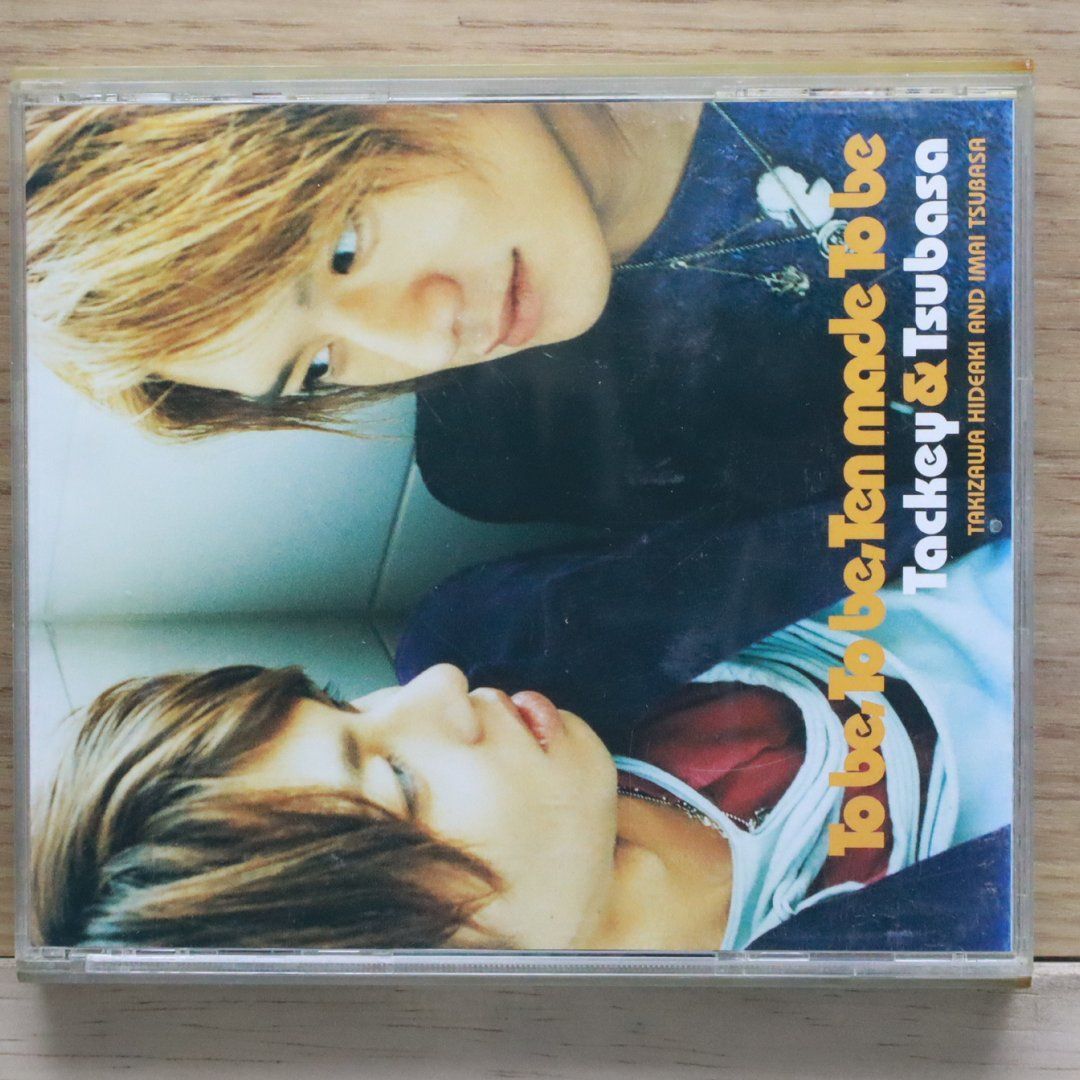 To be, To be, Ten made To be
Tackey & Tsubasa
TAKIZAWA HIDEAKI AND IMAI TSUBASA